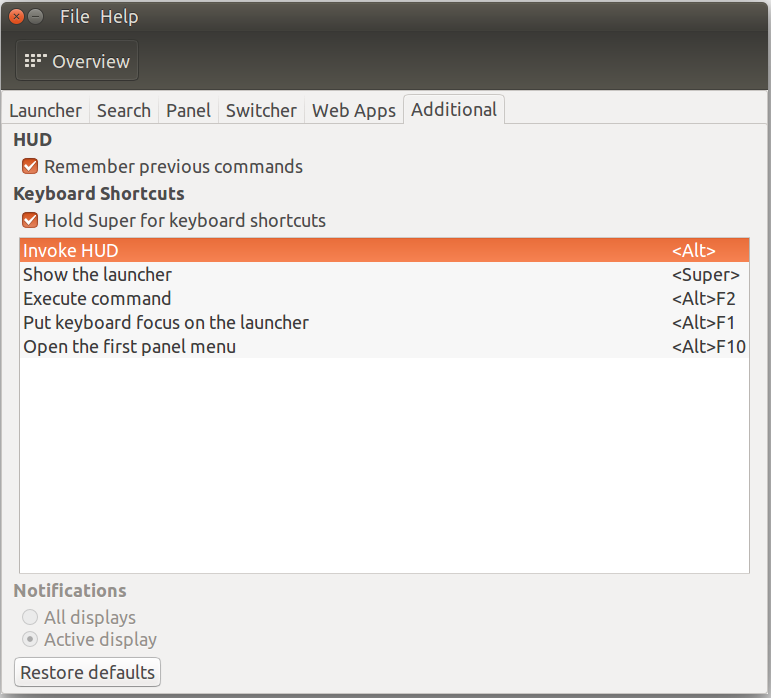 File Help
Overview
Launcher Search Panel Switcher Web Apps Additional
HUD
Remember previous commands
Keyboard Shortcuts
Hold Super for keyboard shortcuts
Invoke HUD <Alt>
Show the launcher <Super>
Execute command <Alt>F2
Put keyboard focus on the launcher <Alt>F1
Open the first panel menu <Alt>F10
Notifications
All displays
Active display
Restore defaults